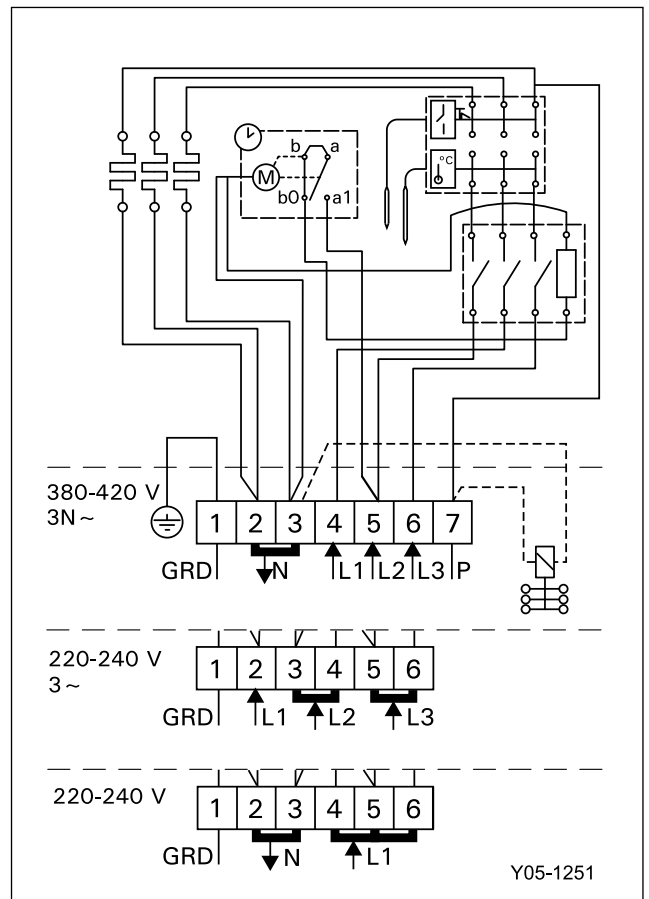 b a
M
b0 a1
°C
380-420 V
3N~
1 2 3 4 5 6 7
GRD N L1 L2 L3 P
220-240 V
3~
1 2 3 4 5 6
GRD L1 L2 L3
220-240 V
1 2 3 4 5 6
GRD N L1
Y05-1251